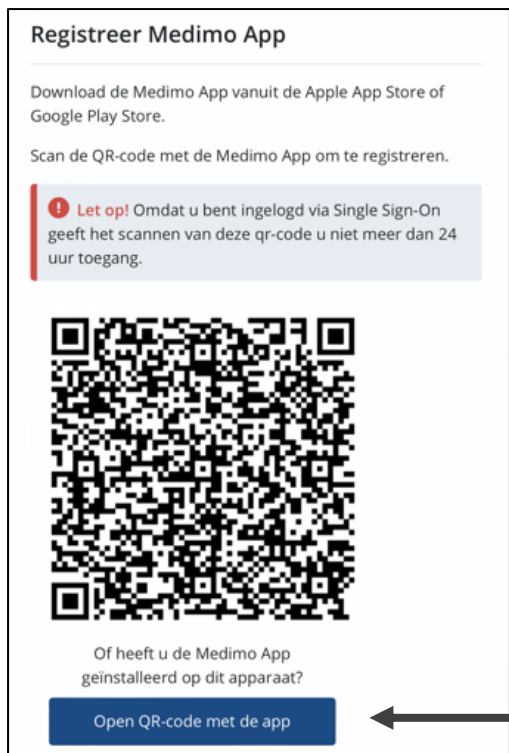 Registreer Medimo App
Download de Medimo App vanuit de Apple App Store of
Google Play Store.
Scan de QR-code met de Medimo App om te registreren.
Let op! Omdat u bent ingelogd via Single Sign-On
geeft het scannen van deze qr-code u niet meer dan 24
uur toegang.
Of heeft u de Medimo App
geïnstalleerd op dit apparaat?
Open QR-code met de app